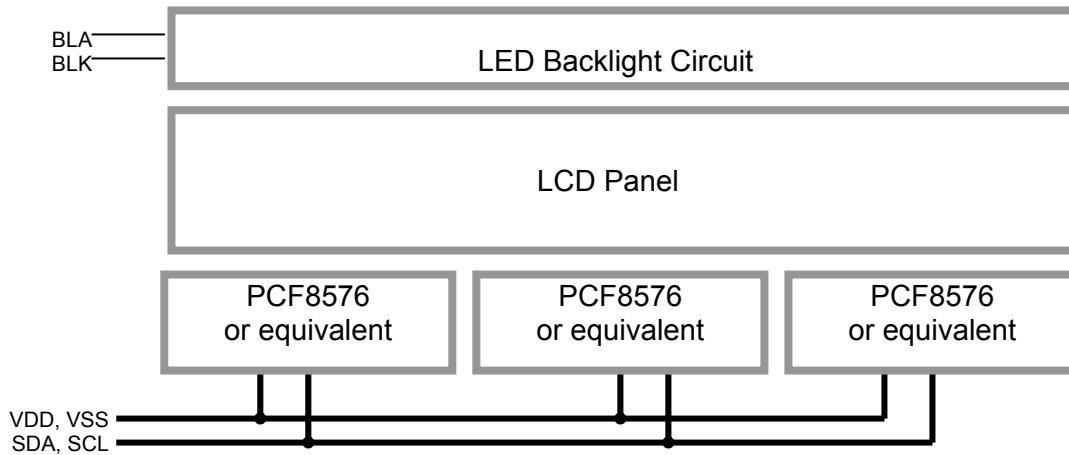 BLA
BLK
LED Backlight Circuit
LCD Panel
PCF8576
or equivalent
PCF8576
or equivalent
PCF8576
or equivalent
VDD, VSS
SDA, SCL